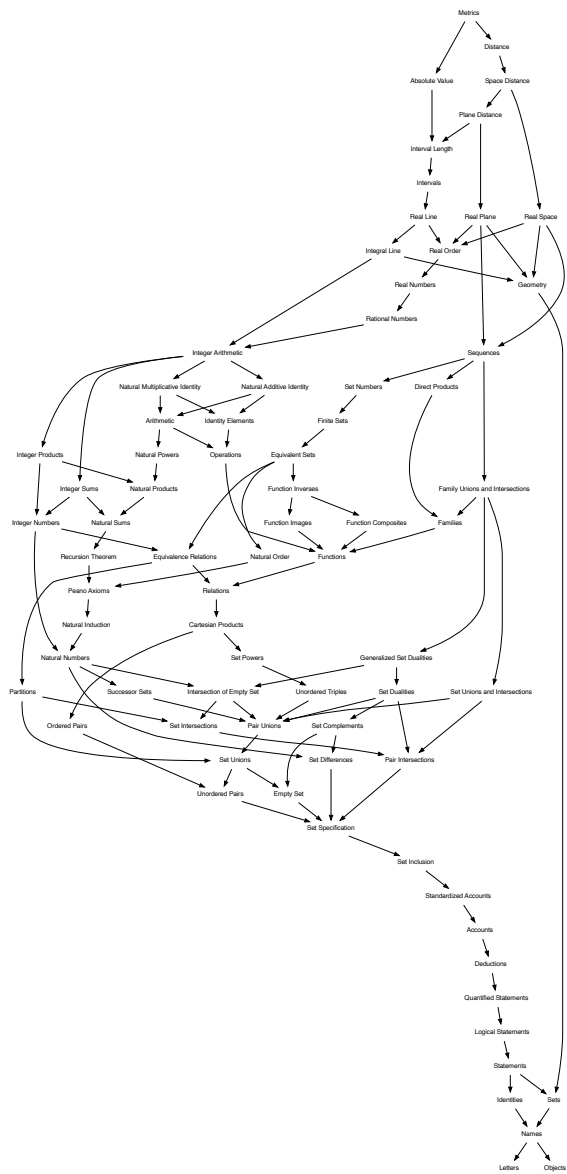 Metrics
Distance
Absolute Value Space Distance
Plane Distance
Interval Length
Intervals
Real Line Real Plane Real Space
Integral Line Real Order
Real Numbers Geometry
Rational Numbers
Integer Arithmetic Sequences
Natural Multiplicative Identity Natural Additive Identity Set Numbers Direct Products
Arithmetic Identity Elements Finite Sets
Integer Products Natural Powers Operations Equivalent Sets
Integer Sums Natural Products Function Inverses Family Unions and Intersections
Integer Numbers Natural Sums Function Images Function Composites Families
Recursion Theorem Equivalence Relations Natural Order Functions
Peano Axioms Relations
Natural Induction Cartesian Products
Natural Numbers Set Powers Generalized Set Dualities
Partitions Successor Sets Intersection of Empty Set Unordered Triples Set Dualities Set Unions and Intersections
Ordered Pairs Set Intersections Pair Unions Set Complements
Set Unions Set Differences Pair Intersections
Unordered Pairs Empty Set
Set Specification
Set Inclusion
Standardized Accounts
Accounts
Deductions
Quantified Statements
Logical Statements
Statements
Identities Sets
Names
Letters Objects